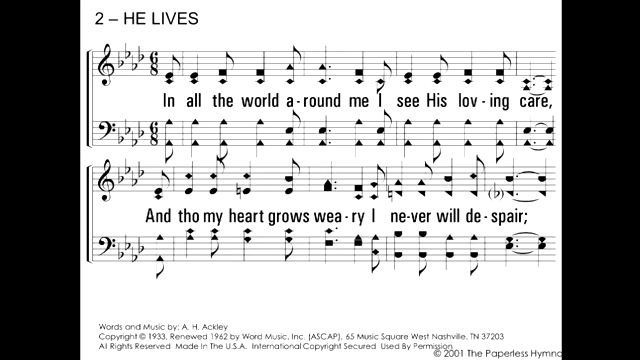 2 – HE LIVES
In all the world a-round me I see His lov-ing care,
And tho my heart grows wea-ry I ne-ver will de-spair;
Words and Music by: A. H. Ackley
Copyright © 1933, Renewed 1962 by Word Music, Inc. (ASCAP), 65 Music Square West Nashville, TN 37203
All Rights Reserved Made In The U.S.A. International Copyright Secured Used By Permission
© 2001 The Paperless Hymna